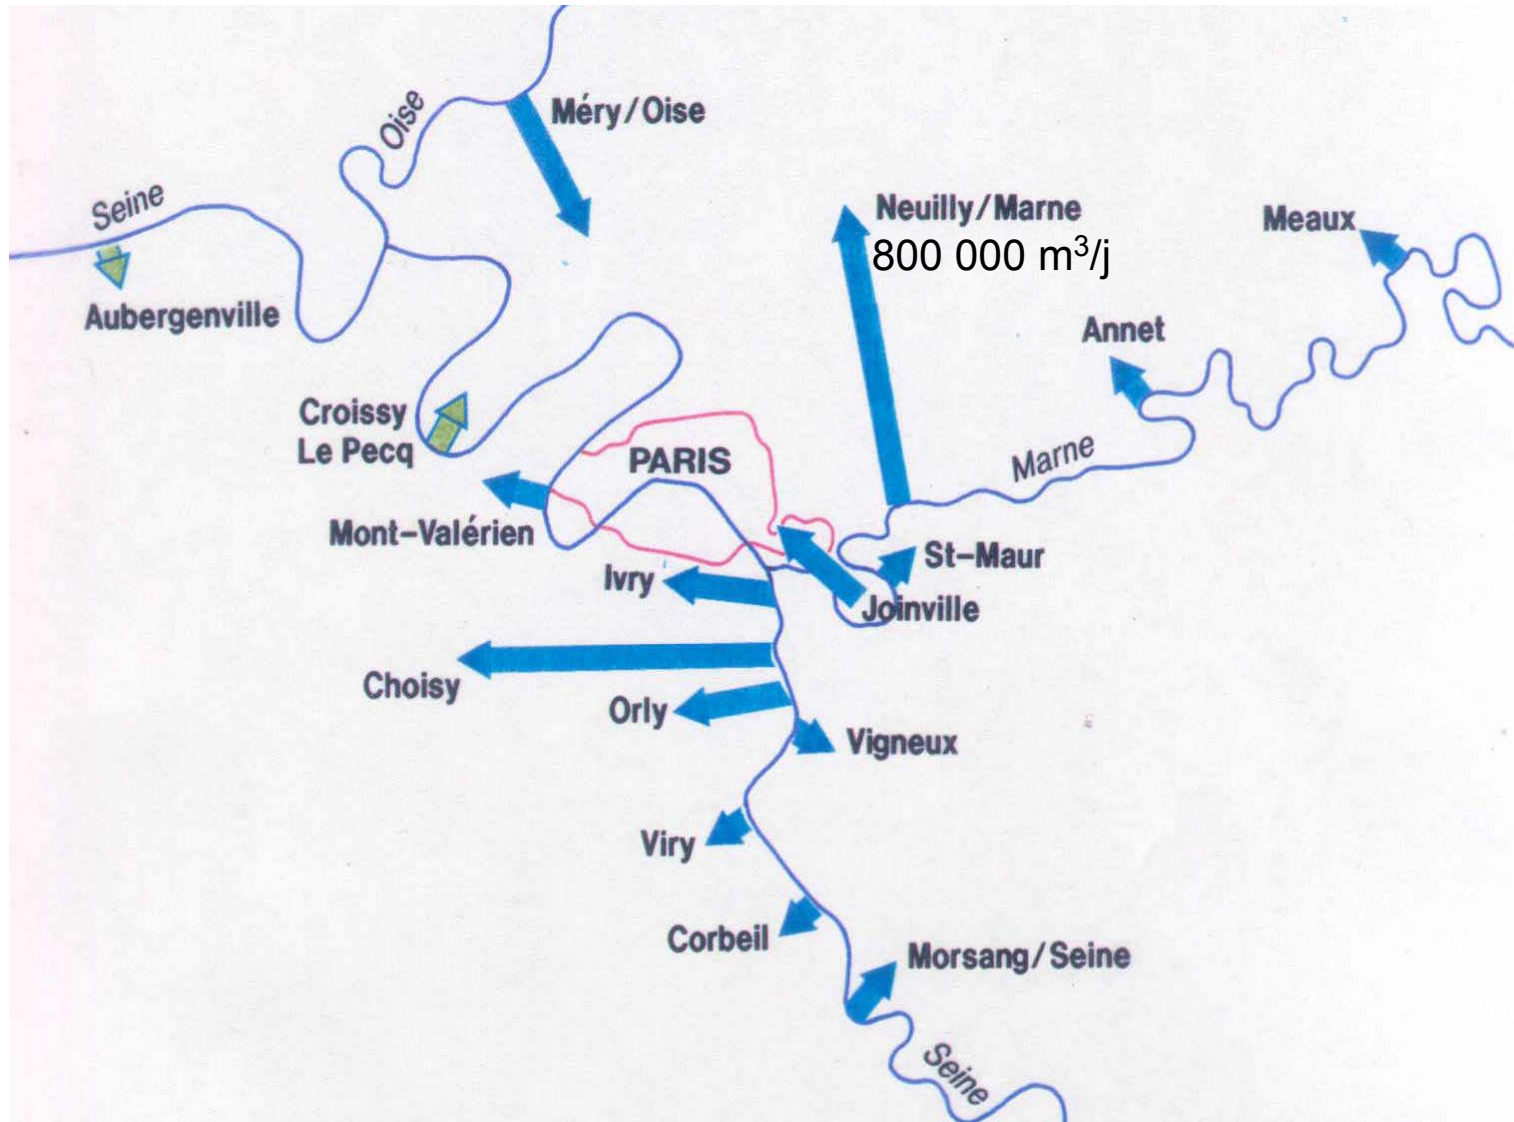 Oise
Méry/Oise
Seine
Neuilly/Marne
800 000 m³/j
Meaux
Aubergenville
Annet
Croissy
Le Pecq
PARIS
Marne
Mont-Valérien
St-Maur
Ivry
Joinville
Choisy
Orly
Vigneux
Viry
Corbeil
Morsang/Seine
Seine